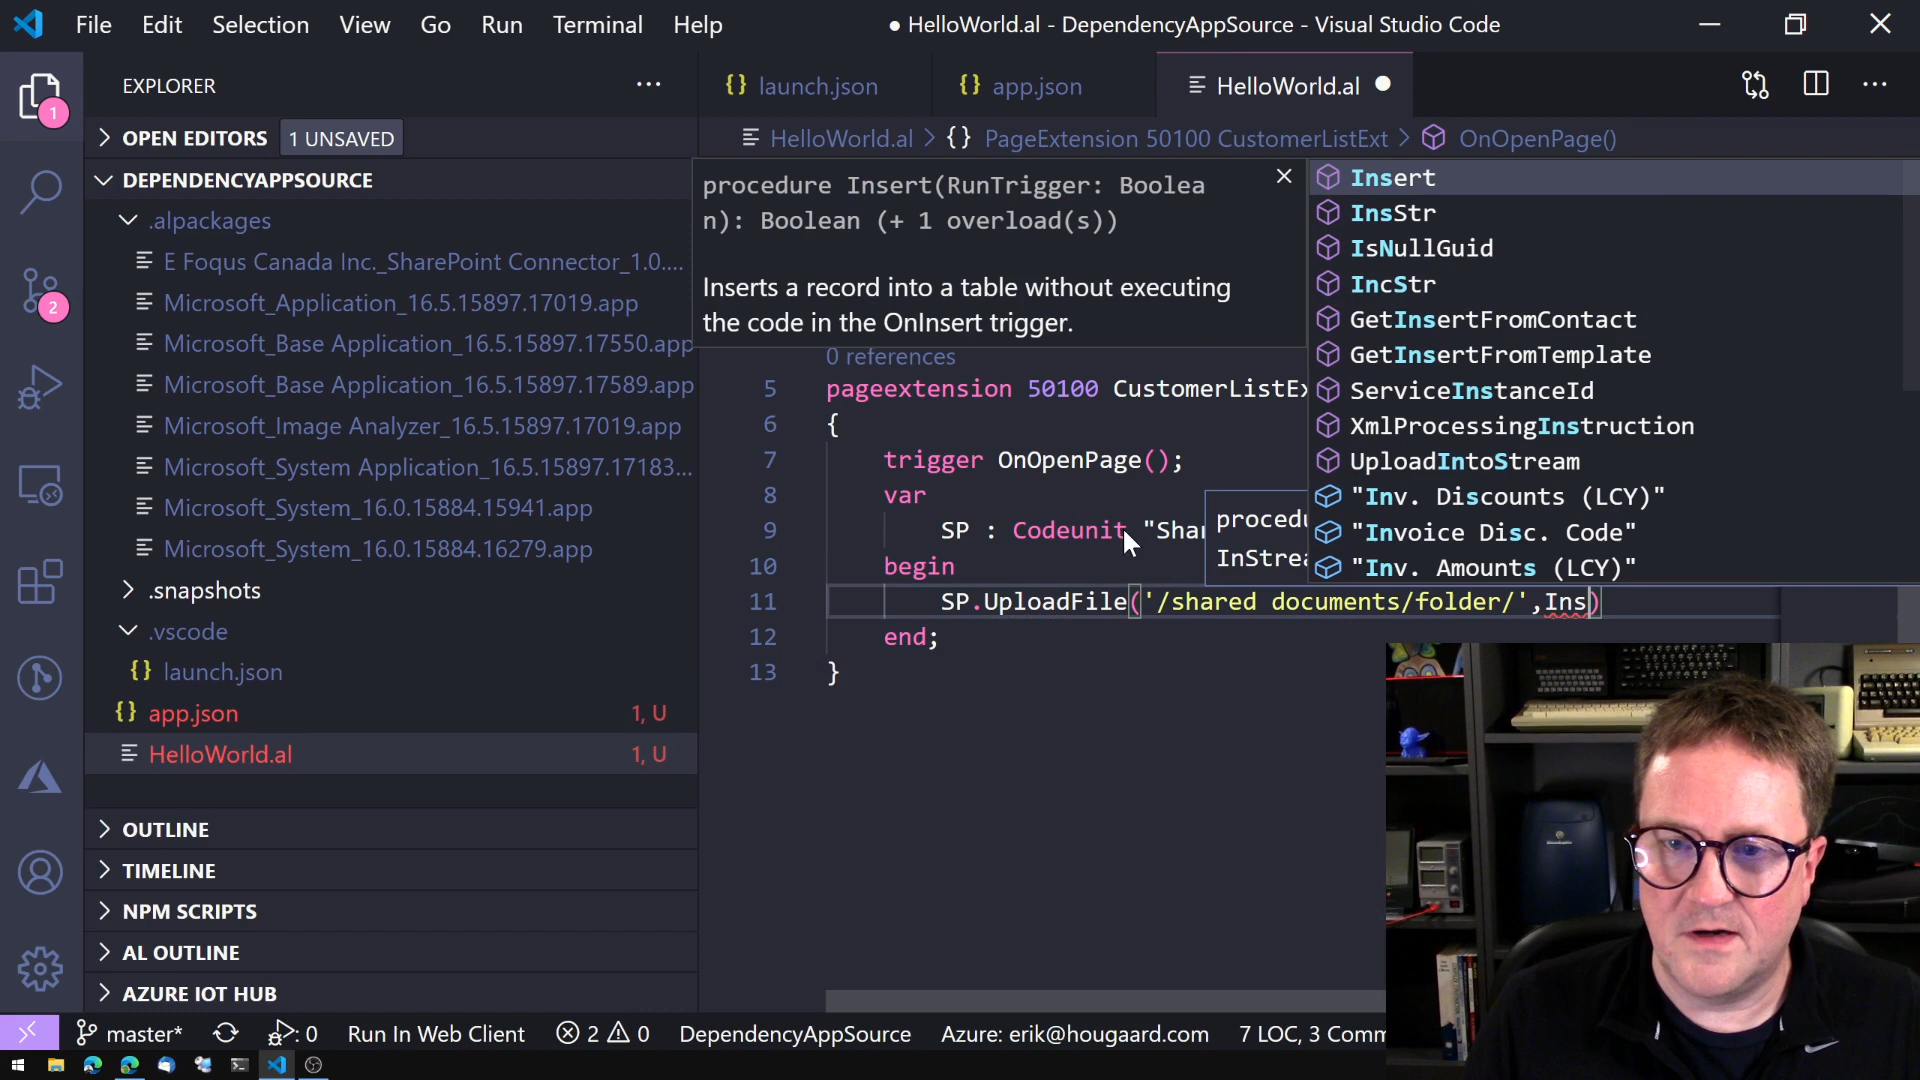 File Edit Selection View Go Run Terminal Help
● HelloWorld.al - DependencyAppSource - Visual Studio Code
EXPLORER
OPEN EDITORS 1 UNSAVED
DEPENDENCYAPPSOURCE
.alpackages
E Foqus Canada Inc._SharePoint Connector_1.0....
Microsoft_Application_16.5.15897.17019.app
Microsoft_Base Application_16.5.15897.17550.app
Microsoft_Base Application_16.5.15897.17589.app
Microsoft_Image Analyzer_16.5.15897.17019.app
Microsoft_System Application_16.5.15897.17183...
Microsoft_System_16.0.15884.15941.app
Microsoft_System_16.0.15884.16279.app
.snapshots
.vscode
{} launch.json
{} app.json 1, U
HelloWorld.al 1, U
OUTLINE
TIMELINE
NPM SCRIPTS
AL OUTLINE
AZURE IOT HUB
1
2
{} launch.json
{} app.json
HelloWorld.al ●
HelloWorld.al > {} PageExtension 50100 CustomerListExt > OnOpenPage()
procedure Insert(RunTrigger: Boolea
n): Boolean (+ 1 overload(s))
Inserts a record into a table without executing
the code in the OnInsert trigger.
Insert
InsStr
IsNullGuid
IncStr
GetInsertFromContact
GetInsertFromTemplate
ServiceInstanceId
XmlProcessingInstruction
UploadIntoStream
"Inv. Discounts (LCY)"
"Invoice Disc. Code"
"Inv. Amounts (LCY)"
0 references
5 pageextension 50100 CustomerListEx
6 {
7 trigger OnOpenPage();
8 var
9 SP : Codeunit "Shar
procedu
InStrea
10 begin
11 SP.UploadFile('/shared documents/folder/',Ins)
12 end;
13 }
master* 0 Run In Web Client 2 0 DependencyAppSource Azure: erik@hougaard.com 7 LOC, 3 Comm